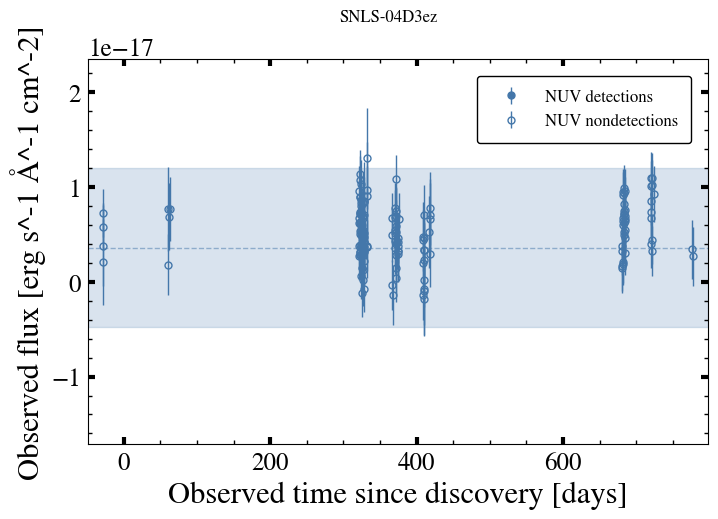 SNLS-04D3ez
1e−17
NUV detections
NUV nondetections
2
1
0
−1
0
200
400
600
Observed flux [erg s^-1 Å^-1 cm^-2]
Observed time since discovery [days]